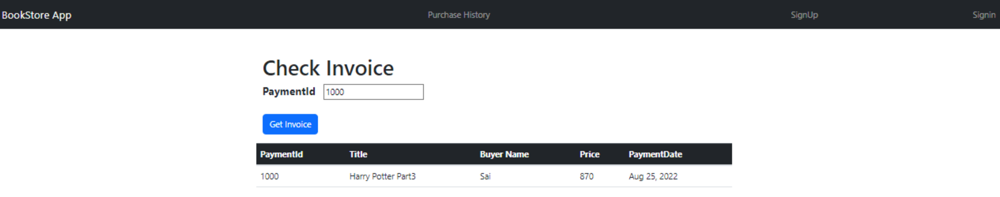 BookStore App Purchase History SignUp Signin
Check Invoice
PaymentId 1000
Get Invoice
PaymentId Title Buyer Name Price PaymentDate
1000 Harry Potter Part3 Sai 870 Aug 25, 2022